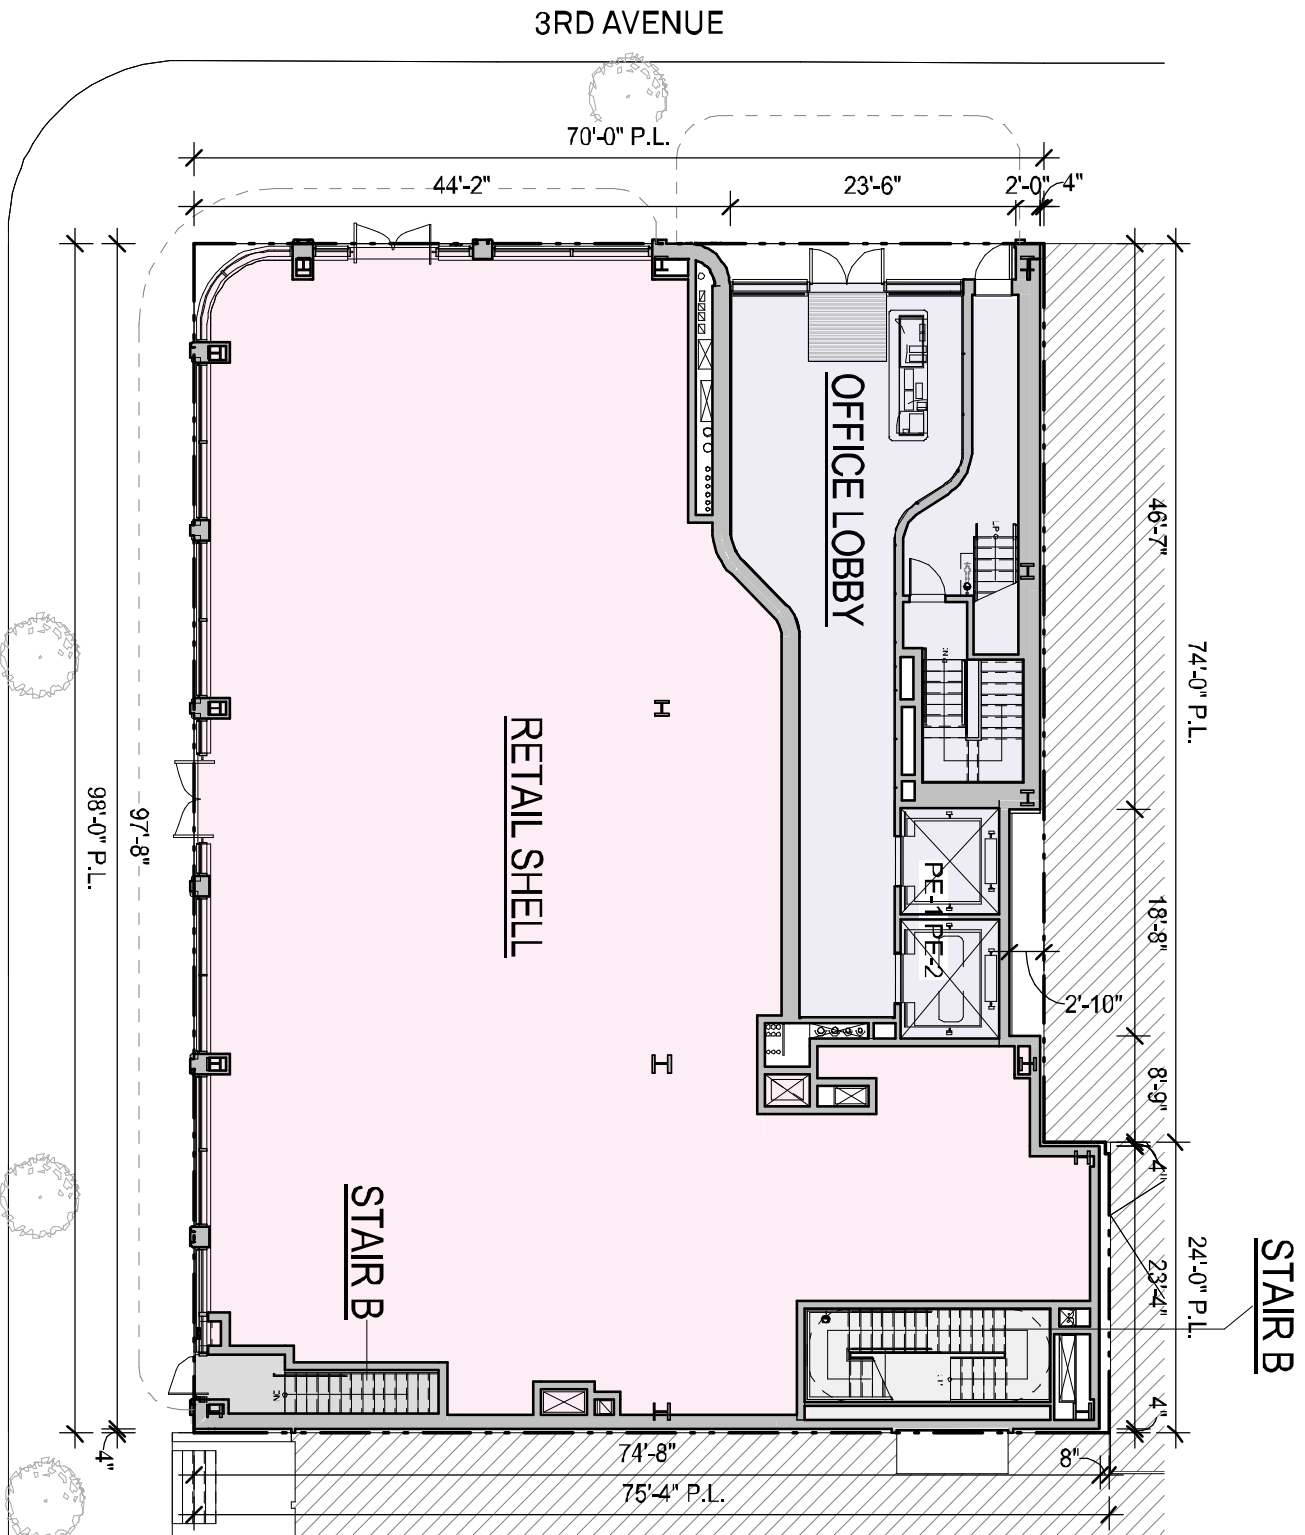 3RD AVENUE
70'-0" P.L.
44'-2"
23'-6"
2'-0"
4"
OFFICE LOBBY
46'-7"
74'-0" P.L.
RETAIL SHELL
98'-0" P.L.
97'-8"
PE-1
PE-2
18'-8"
2'-10"
8'-9"
4"
STAIR B
24'-0" P.L.
23'-4"
STAIR B
4"
4"
74'-8"
8"
75'-4" P.L.